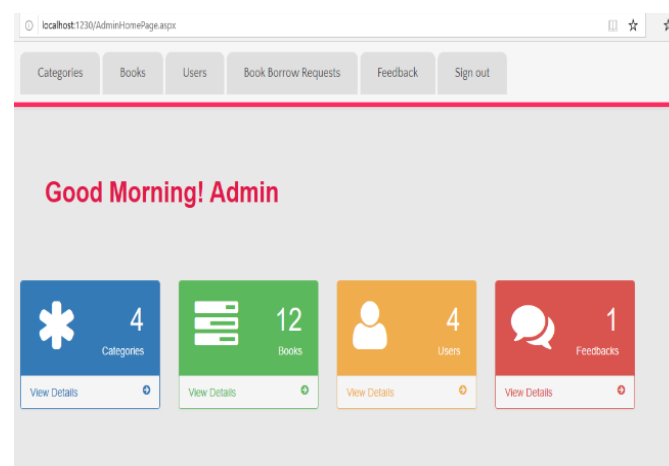 localhost:1230/AdminHomePage.aspx
Categories Books Users Book Borrow Requests Feedback Sign out
Good Morning! Admin
4
Categories
View Details
12
Books
View Details
4
Users
View Details
1
Feedbacks
View Details